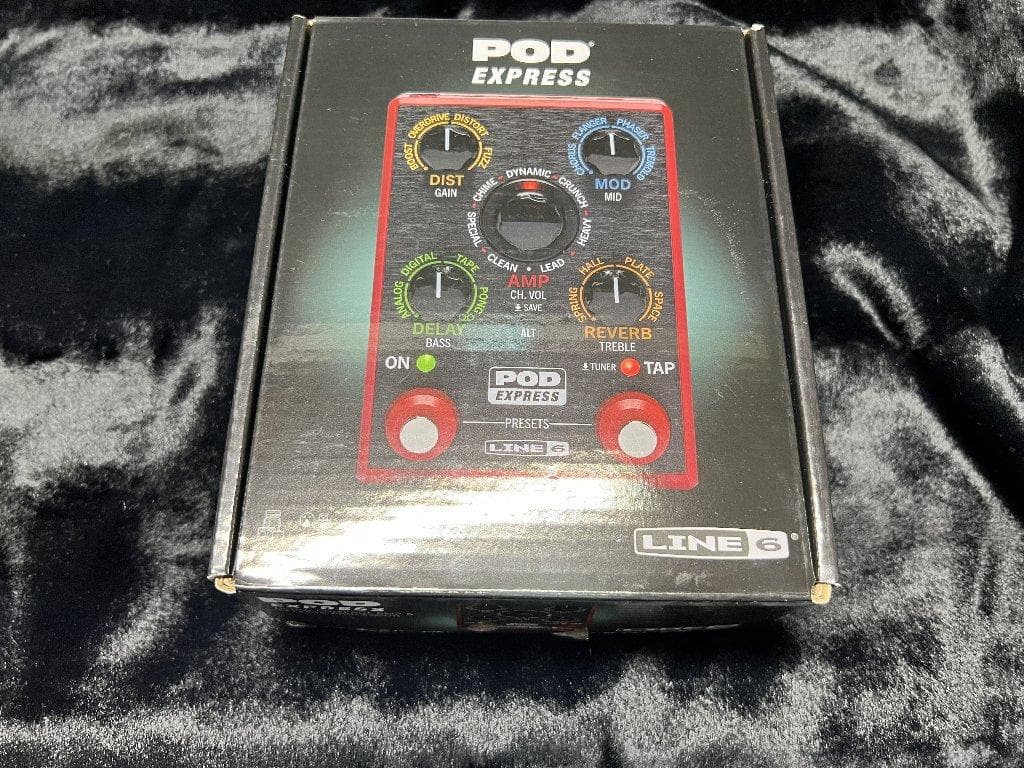 POD®
EXPRESS
BOOST OVERDRIVE DISTORT FUZZ
DIST
GAIN
CHORUS FLANGER PHASER TREMOLO
MOD
MID
CLEAN SPECIAL CHIME DYNAMIC CRUNCH HEAVY LEAD
AMP
CH. VOL
SAVE
ANALOG DIGITAL TAPE PONG
DELAY
BASS
ALT
SPRING HALL PLATE SPACE
REVERB
TREBLE
ON
TUNER
TAP
POD
EXPRESS
PRESETS
LINE 6
LINE 6®
POD
EXPRESS